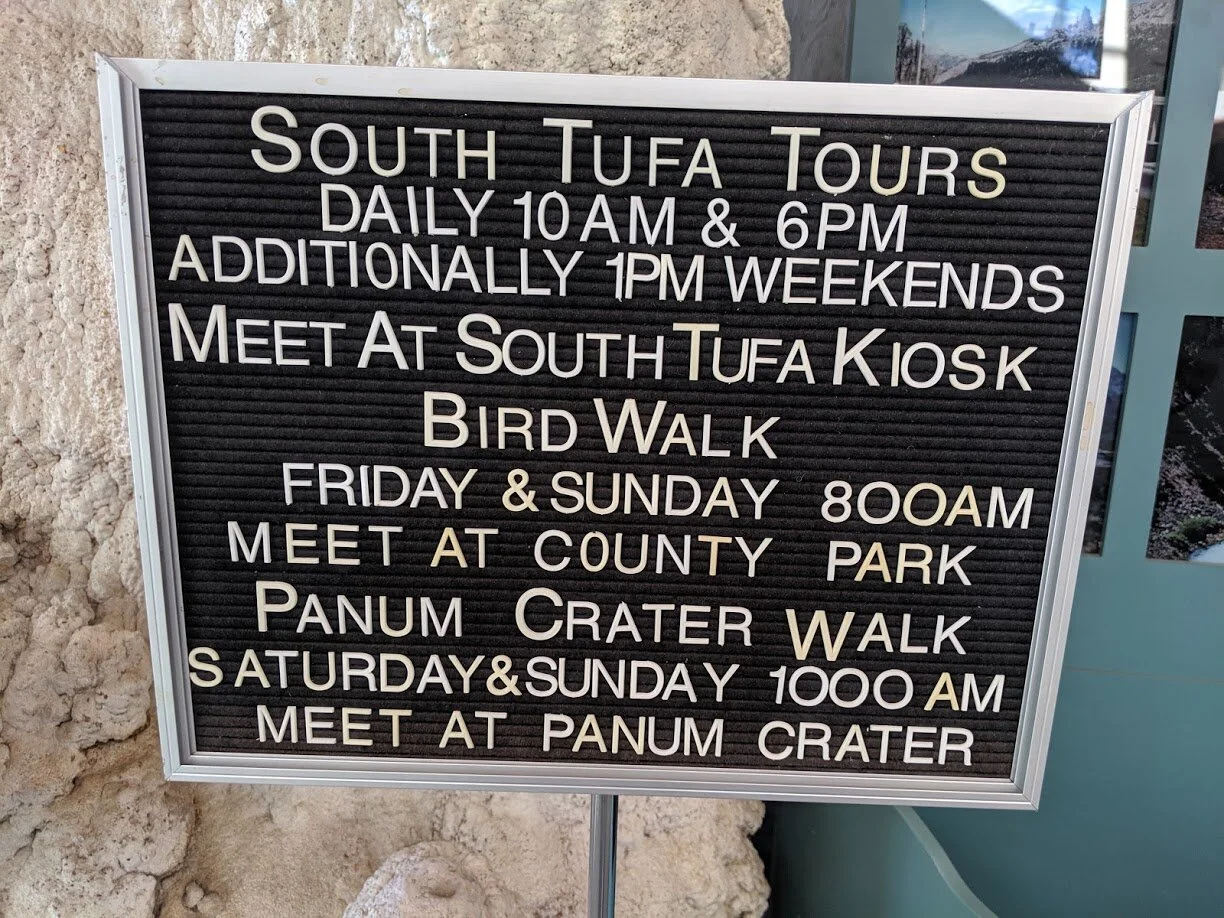 SOUTH TUFA TOURS
DAILY 10AM & 6PM
ADDITIONALLY 1PM WEEKENDS
MEET AT SOUTH TUFA KIOSK
BIRD WALK
FRIDAY & SUNDAY 800AM
MEET AT COUNTY PARK
PANUM CRATER WALK
SATURDAY&SUNDAY 1000 AM
MEET AT PANUM CRATER